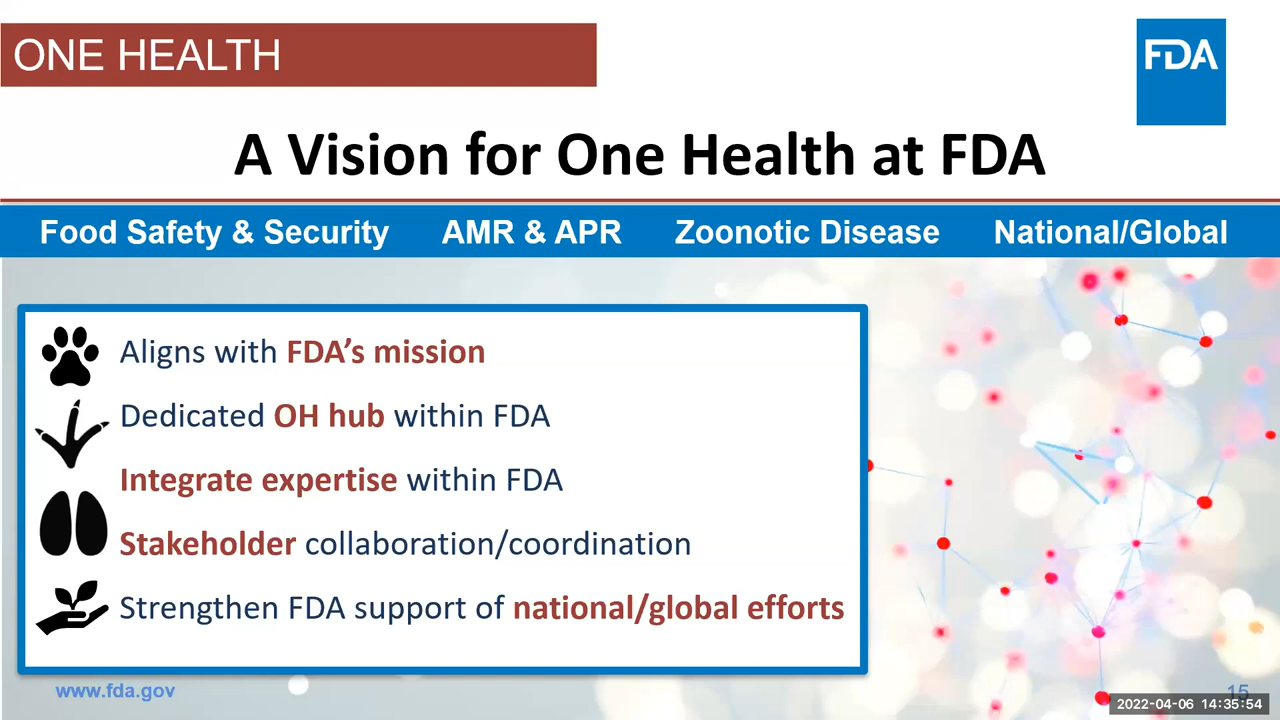 ONE HEALTH
FDA
A Vision for One Health at FDA
Food Safety & Security AMR & APR Zoonotic Disease National/Global
Aligns with FDA’s mission
Dedicated OH hub within FDA
Integrate expertise within FDA
Stakeholder collaboration/coordination
Strengthen FDA support of national/global efforts
www.fda.gov
15
2022-04-06 14:35:54